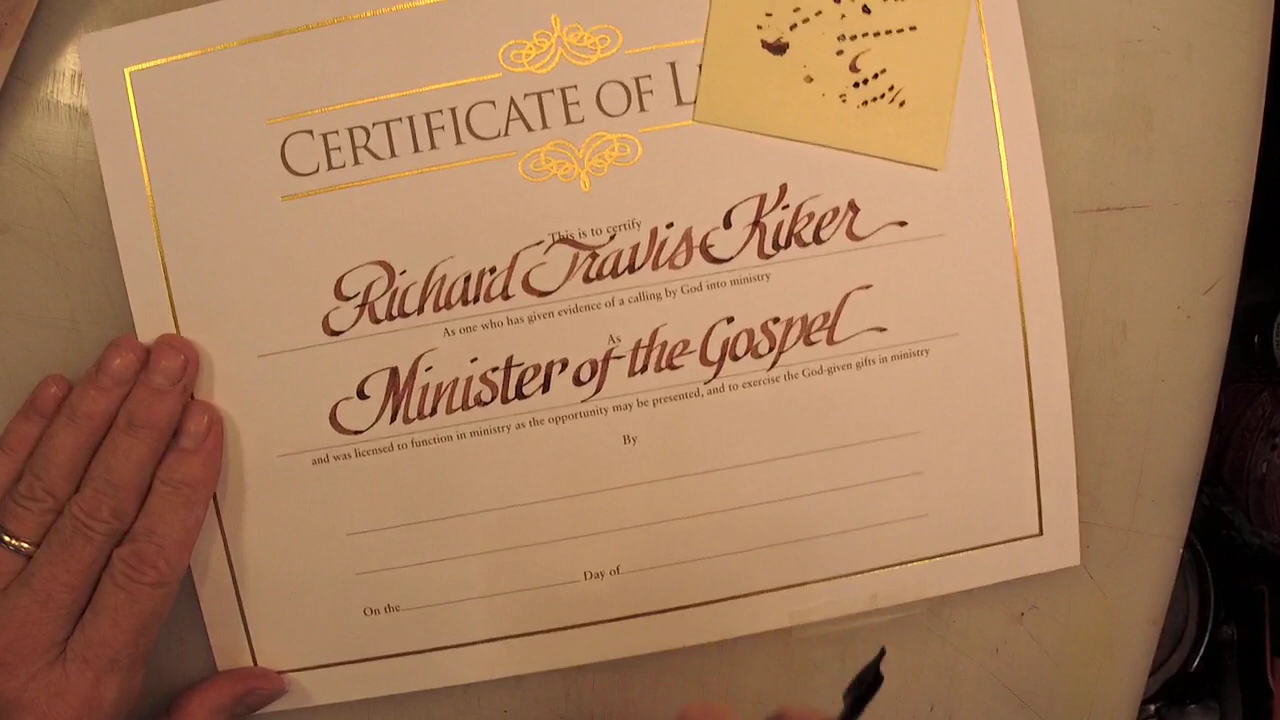 CERTIFICATE OF L
This is to certify
Richard Travis Kiker
As one who has given evidence of a calling by God into ministry
As
Minister of the Gospel
and was licensed to function in ministry as the opportunity may be presented, and to exercise the God-given gifts in ministry
By
On the Day of